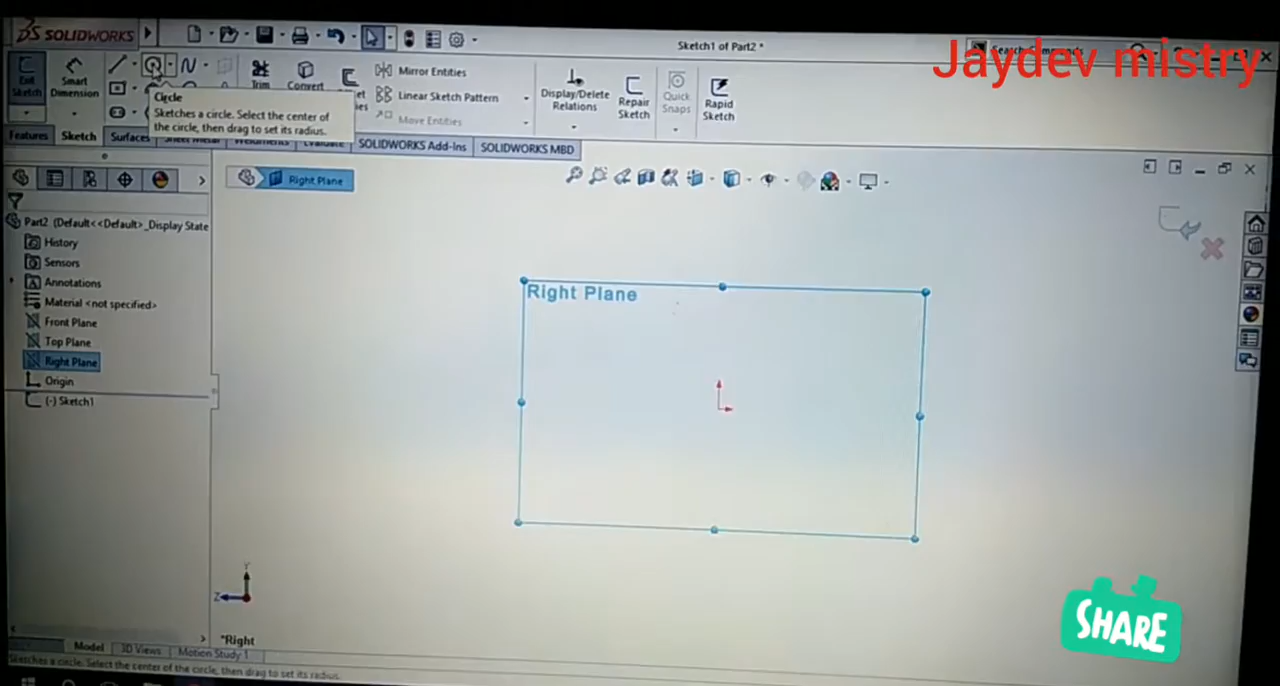 SOLIDWORKS
Sketch1 of Part2 *
Jaydev mistry
Exit Sketch
Smart Dimension
Trim
Convert
Mirror Entities
Linear Sketch Pattern
Move Entities
Display/Delete Relations
Repair Sketch
Quick Snaps
Rapid Sketch
Circle
Sketches a circle. Select the center of
the circle, then drag to set its radius.
Features
Sketch
Surfaces
Sheet Metal
Weldments
Evaluate
SOLIDWORKS Add-Ins
SOLIDWORKS MBD
Right Plane
Part2 (Default<<Default>_Display State
History
Sensors
Annotations
Material <not specified>
Front Plane
Top Plane
Right Plane
Origin
(-) Sketch1
Right Plane
Y
Z
*Right
SHARE
Model
3D Views
Motion Study 1
Sketches a circle. Select the center of the circle, then drag to set its radius.